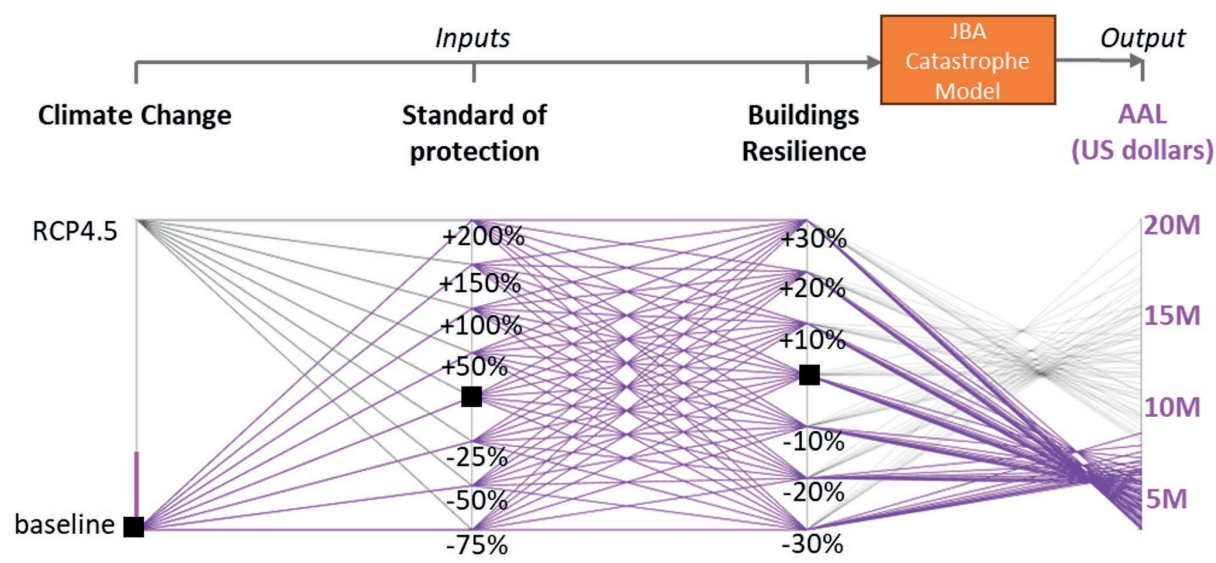 Inputs
JBA
Catastrophe
Model
Output
Climate Change
Standard of
protection
Buildings
Resilience
AAL
(US dollars)
RCP4.5
baseline
+200%
+150%
+100%
+50%
-25%
-50%
-75%
+30%
+20%
+10%
-10%
-20%
-30%
20M
15M
10M
5M